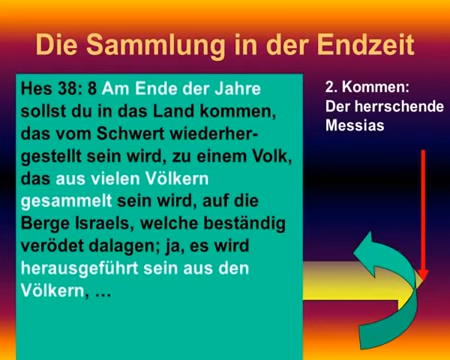 Die Sammlung in der Endzeit
Hes 38: 8 Am Ende der Jahre
sollst du in das Land kommen,
das vom Schwert wiederher-
gestellt sein wird, zu einem Volk,
das aus vielen Völkern
gesammelt sein wird, auf die
Berge Israels, welche beständig
verödet dalagen; ja, es wird
herausgeführt sein aus den
Völkern, …
2. Kommen:
Der herrschende
Messias